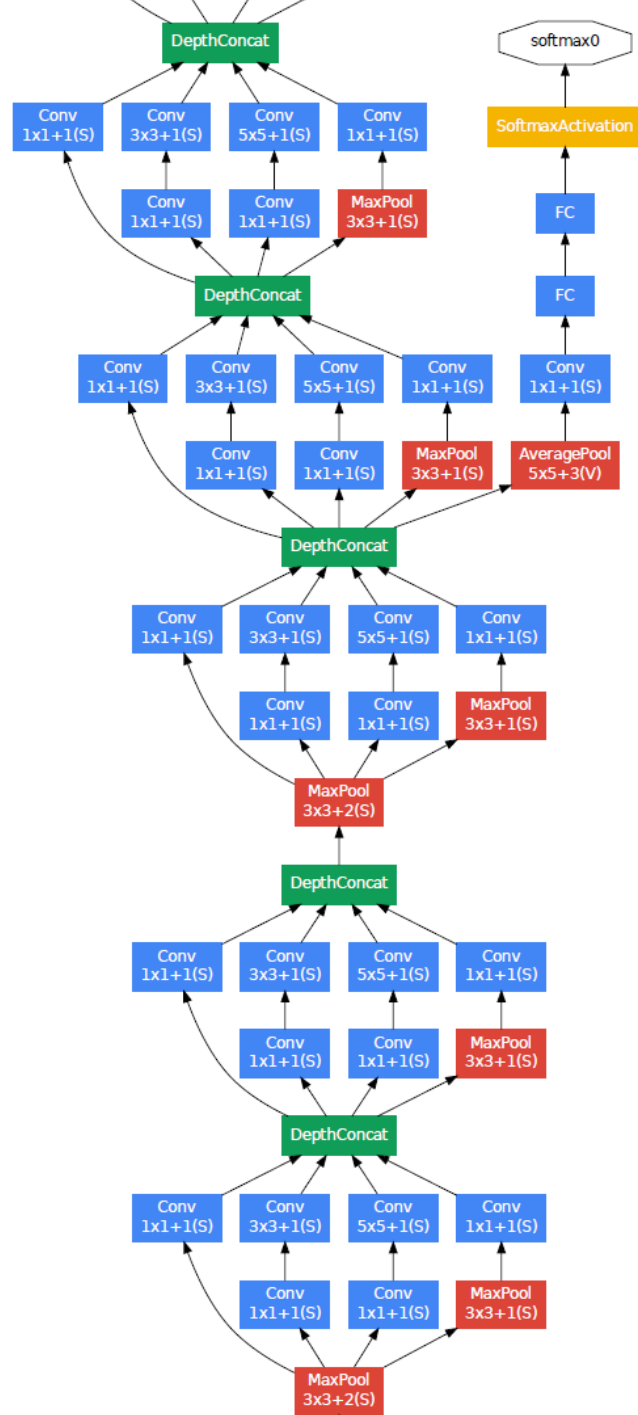 DepthConcat
softmax0
Conv
1x1+1(S)
Conv
3x3+1(S)
Conv
5x5+1(S)
Conv
1x1+1(S)
SoftmaxActivation
Conv
1x1+1(S)
Conv
1x1+1(S)
MaxPool
3x3+1(S)
FC
DepthConcat
FC
Conv
1x1+1(S)
Conv
3x3+1(S)
Conv
5x5+1(S)
Conv
1x1+1(S)
Conv
1x1+1(S)
Conv
1x1+1(S)
Conv
1x1+1(S)
MaxPool
3x3+1(S)
AveragePool
5x5+3(V)
DepthConcat
Conv
1x1+1(S)
Conv
3x3+1(S)
Conv
5x5+1(S)
Conv
1x1+1(S)
Conv
1x1+1(S)
Conv
1x1+1(S)
MaxPool
3x3+1(S)
MaxPool
3x3+2(S)
DepthConcat
Conv
1x1+1(S)
Conv
3x3+1(S)
Conv
5x5+1(S)
Conv
1x1+1(S)
Conv
1x1+1(S)
Conv
1x1+1(S)
MaxPool
3x3+1(S)
DepthConcat
Conv
1x1+1(S)
Conv
3x3+1(S)
Conv
5x5+1(S)
Conv
1x1+1(S)
Conv
1x1+1(S)
Conv
1x1+1(S)
MaxPool
3x3+1(S)
MaxPool
3x3+2(S)